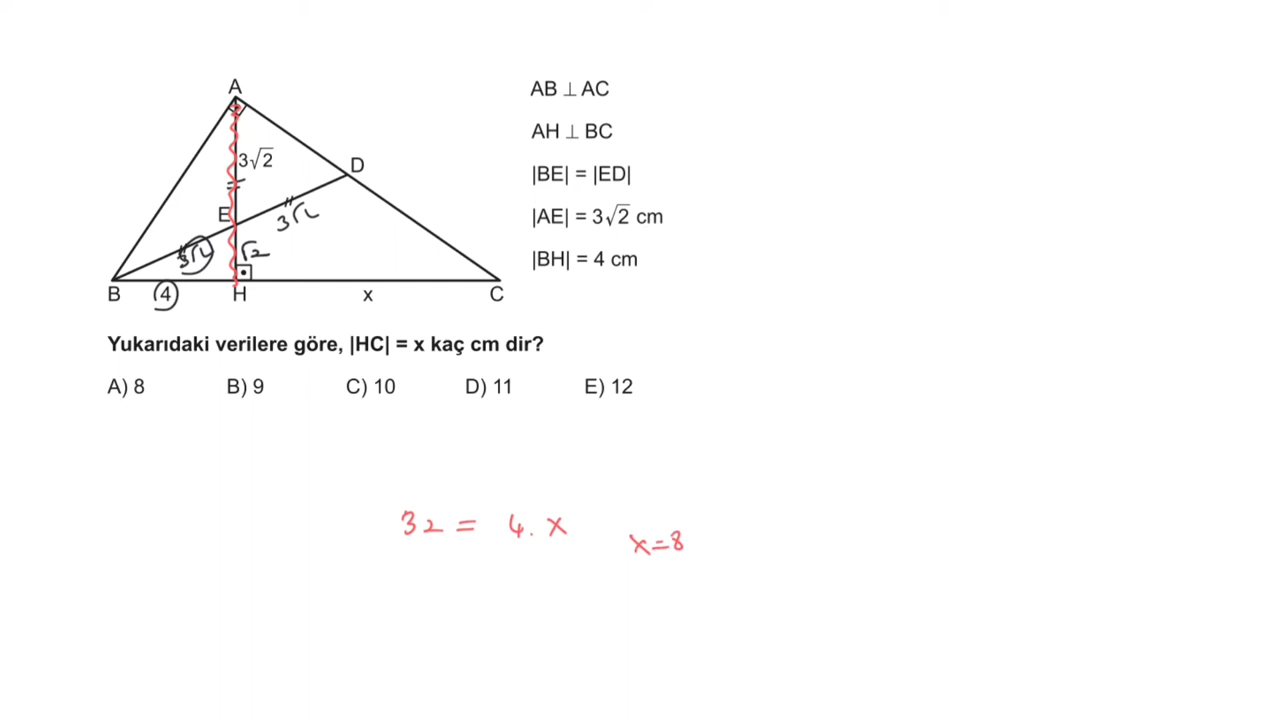 A
AB ⊥ AC
AH ⊥ BC
3√2
D
|BE| = |ED|
E
3√2
|AE| = 3√2 cm
3√2
√2
|BH| = 4 cm
B
4
H
x
C
Yukarıdaki verilere göre, |HC| = x kaç cm dir?
A) 8 B) 9 C) 10 D) 11 E) 12
32 = 4. x
x=8